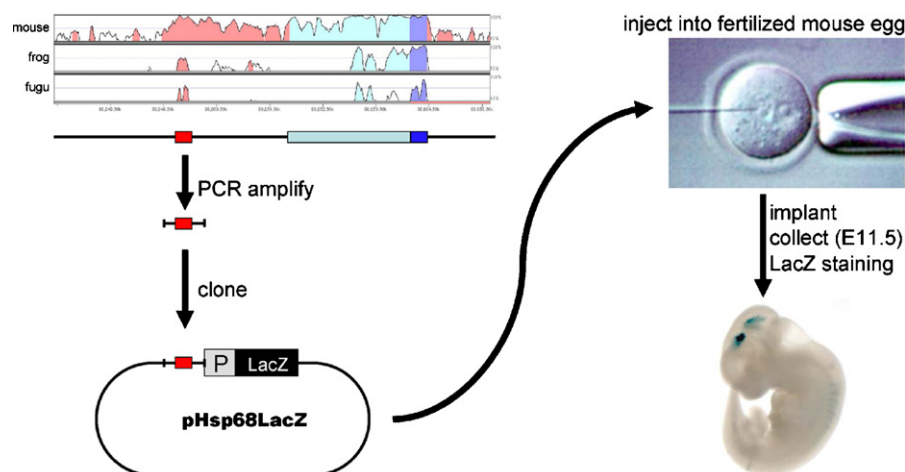 inject into fertilized mouse egg
mouse
frog
fugu
PCR amplify
clone
P LacZ
pHsp68LacZ
implant
collect (E11.5)
LacZ staining